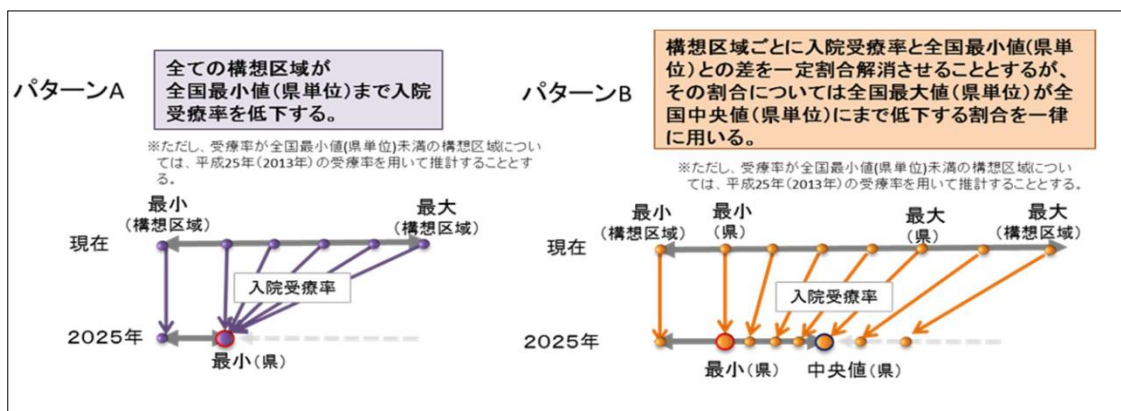 パターンA
全ての構想区域が
全国最小値(県単位)まで入院
受療率を低下する。
※ただし、受療率が全国最小値(県単位)未満の構想区域につい
ては、平成25年(2013年)の受療率を用いて推計することとす
る。
最小
(構想区域)
最大
(構想区域)
現在
入院受療率
2025年
最小(県)
パターンB
構想区域ごとに入院受療率と全国最小値(県単
位)との差を一定割合解消させることとするが、
その割合については全国最大値(県単位)が全
国中央値(県単位)にまで低下する割合を一律
に用いる。
※ただし、受療率が全国最小値(県単位)未満の構想区域につい
ては、平成25年(2013年)の受療率を用いて推計することとする。
最小
(構想区域)
最小
(県)
最大
(県)
最大
(構想区域)
現在
入院受療率
2025年
最小(県)
中央値(県)